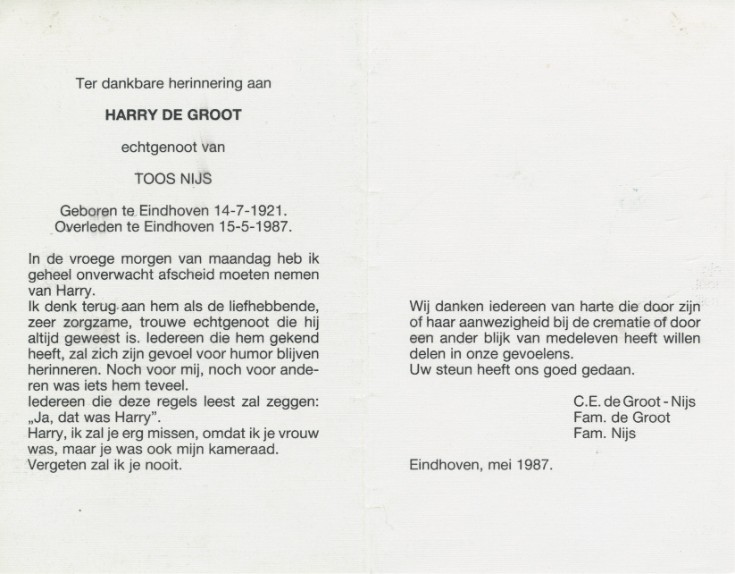 Ter dankbare herinnering aan
HARRY DE GROOT
echtgenoot van
TOOS NIJS
Geboren te Eindhoven 14-7-1921.
Overleden te Eindhoven 15-5-1987.
In de vroege morgen van maandag heb ik
geheel onverwacht afscheid moeten nemen
van Harry.
Ik denk terug aan hem als de liefhebbende,
zeer zorgzame, trouwe echtgenoot die hij
altijd geweest is. Iedereen die hem gekend
heeft, zal zich zijn gevoel voor humor blijven
herinneren. Noch voor mij, noch voor ande-
ren was iets hem teveel.
Iedereen die deze regels leest zal zeggen:
„Ja, dat was Harry”.
Harry, ik zal je erg missen, omdat ik je vrouw
was, maar je was ook mijn kameraad.
Vergeten zal ik je nooit.
Wij danken iedereen van harte die door zijn
of haar aanwezigheid bij de crematie of door
een ander blijk van medeleven heeft willen
delen in onze gevoelens.
Uw steun heeft ons goed gedaan.
C.E. de Groot - Nijs
Fam. de Groot
Fam. Nijs
Eindhoven, mei 1987.